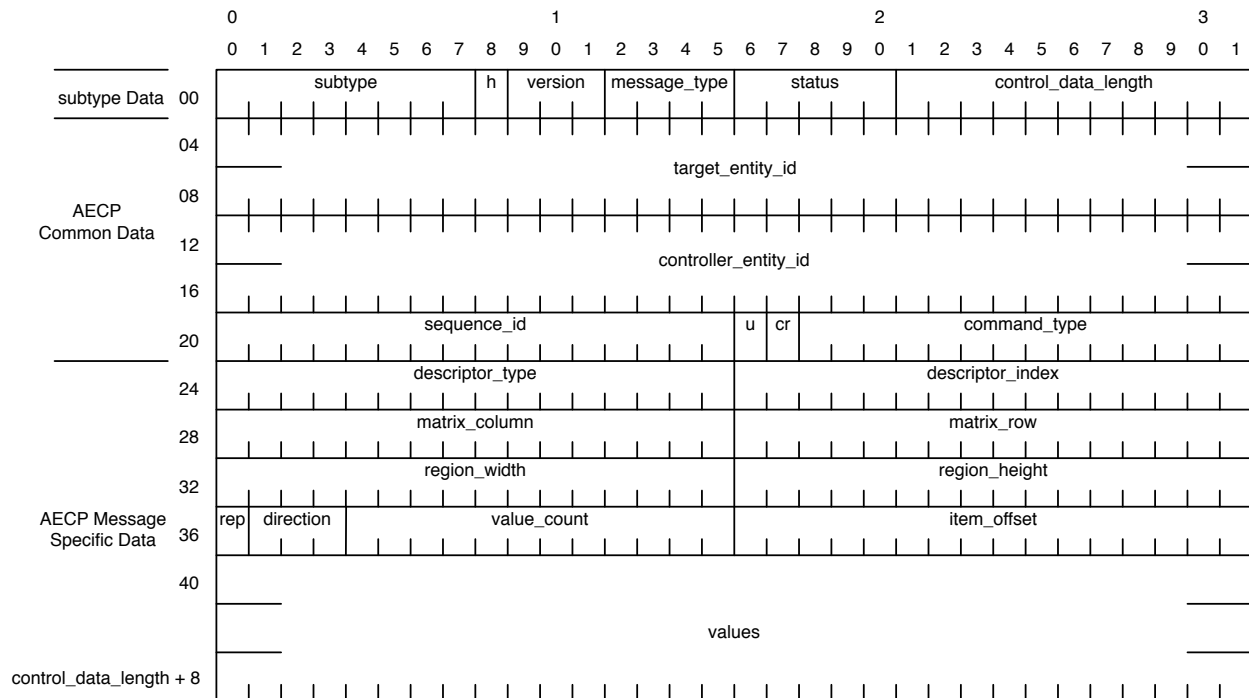 0 1 2 3
0 1 2 3 4 5 6 7 8 9 0 1 2 3 4 5 6 7 8 9 0 1 2 3 4 5 6 7 8 9 0 1
subtype Data 00 subtype h version message_type status control_data_length
04
target_entity_id
08
AECP
Common Data
12
controller_entity_id
16
20 sequence_id u cr command_type
24 descriptor_type descriptor_index
28 matrix_column matrix_row
32 region_width region_height
AECP Message
Specific Data
36 rep direction value_count item_offset
40
values
control_data_length + 8